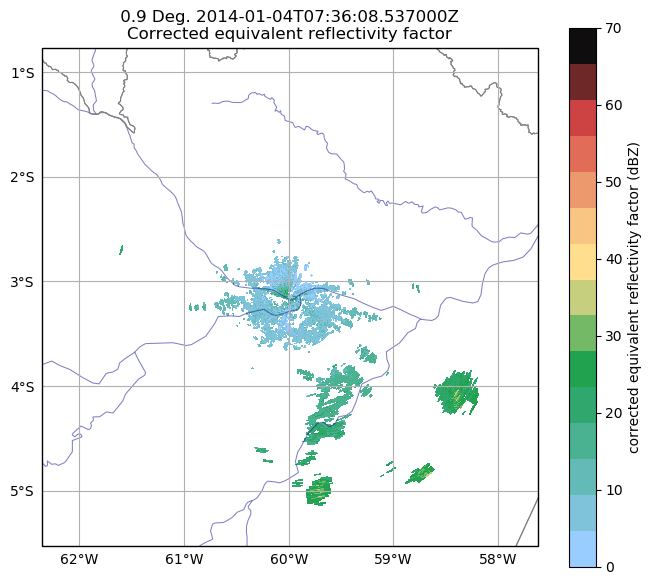 0.9 Deg. 2014-01-04T07:36:08.537000Z
Corrected equivalent reflectivity factor
1°S
2°S
3°S
4°S
5°S
62°W 61°W 60°W 59°W 58°W
70
60
50
40
30
20
10
0
corrected equivalent reflectivity factor (dBZ)